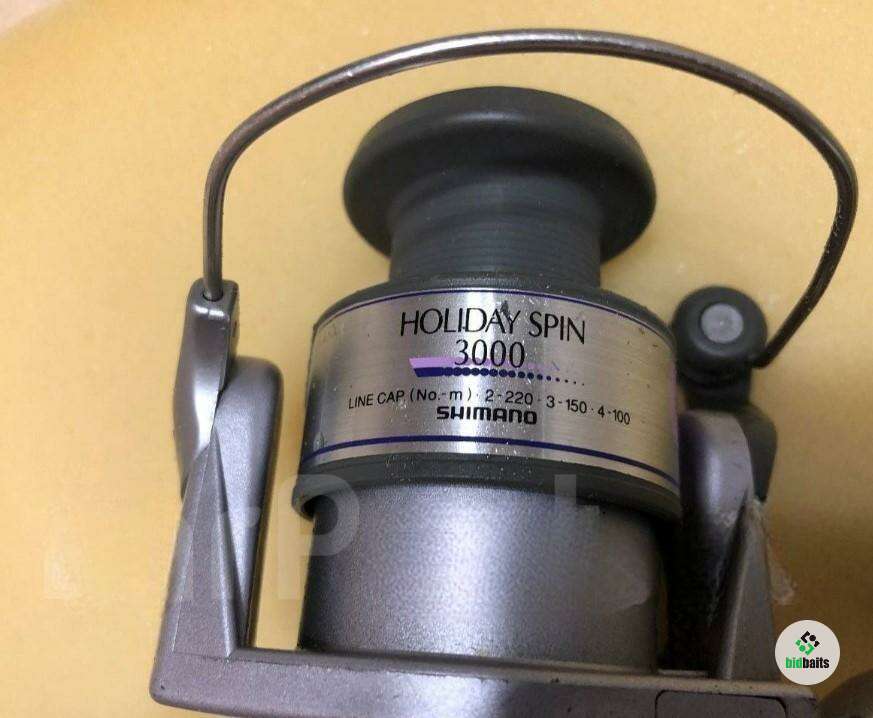 HOLIDAY SPIN
3000
LINE CAP (No.-m)·2-220·3-150·4-100
SHIMANO
bidbaits